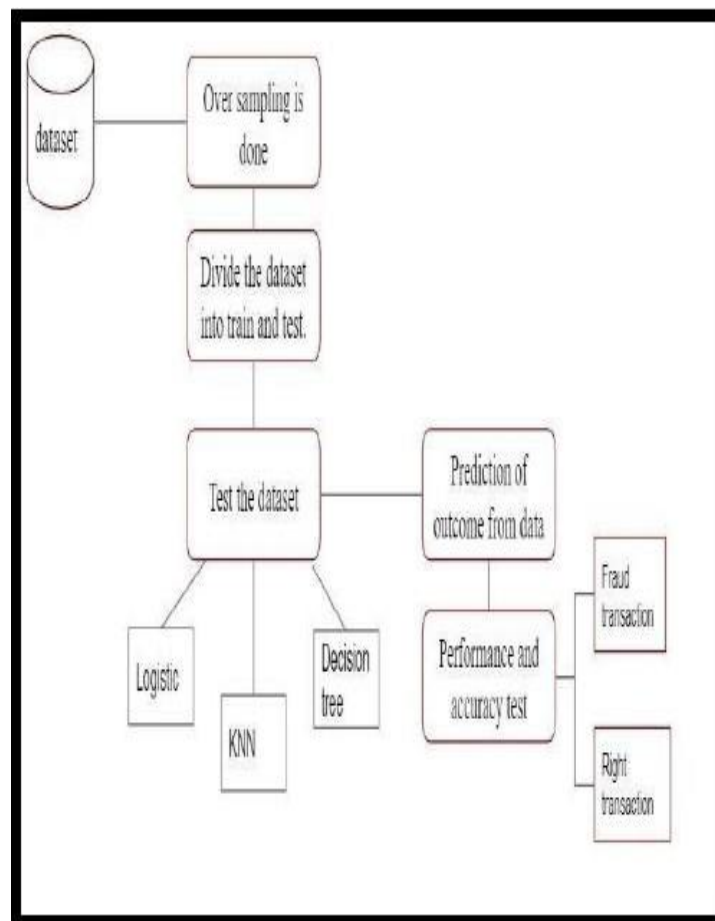 dataset
Over sampling is
done
Divide the dataset
into train and test.
Test the dataset
Prediction of
outcome from data
Logistic
KNN
Decision
tree
Performance and
accuracy test
Fraud
transaction
Right
transaction